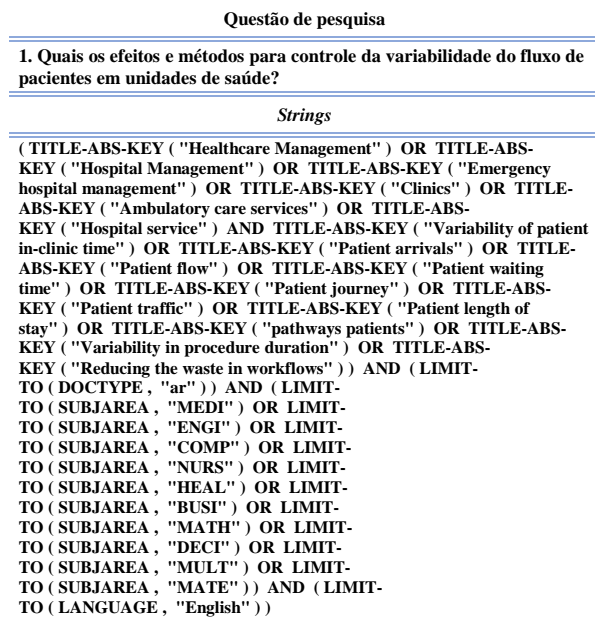 Questão de pesquisa
1. Quais os efeitos e métodos para controle da variabilidade do fluxo de
pacientes em unidades de saúde?
Strings
( TITLE-ABS-KEY ( "Healthcare Management" ) OR TITLE-ABS-
KEY ( "Hospital Management" ) OR TITLE-ABS-KEY ( "Emergency
hospital management" ) OR TITLE-ABS-KEY ( "Clinics" ) OR TITLE-
ABS-KEY ( "Ambulatory care services" ) OR TITLE-ABS-
KEY ( "Hospital service" ) AND TITLE-ABS-KEY ( "Variability of patient
in-clinic time" ) OR TITLE-ABS-KEY ( "Patient arrivals" ) OR TITLE-
ABS-KEY ( "Patient flow" ) OR TITLE-ABS-KEY ( "Patient waiting
time" ) OR TITLE-ABS-KEY ( "Patient journey" ) OR TITLE-ABS-
KEY ( "Patient traffic" ) OR TITLE-ABS-KEY ( "Patient length of
stay" ) OR TITLE-ABS-KEY ( "pathways patients" ) OR TITLE-ABS-
KEY ( "Variability in procedure duration" ) OR TITLE-ABS-
KEY ( "Reducing the waste in workflows" ) ) AND ( LIMIT-
TO ( DOCTYPE , "ar" ) ) AND ( LIMIT-
TO ( SUBJAREA , "MEDI" ) OR LIMIT-
TO ( SUBJAREA , "ENGI" ) OR LIMIT-
TO ( SUBJAREA , "COMP" ) OR LIMIT-
TO ( SUBJAREA , "NURS" ) OR LIMIT-
TO ( SUBJAREA , "HEAL" ) OR LIMIT-
TO ( SUBJAREA , "BUSI" ) OR LIMIT-
TO ( SUBJAREA , "MATH" ) OR LIMIT-
TO ( SUBJAREA , "DECI" ) OR LIMIT-
TO ( SUBJAREA , "MULT" ) OR LIMIT-
TO ( SUBJAREA , "MATE" ) ) AND ( LIMIT-
TO ( LANGUAGE , "English" ) )